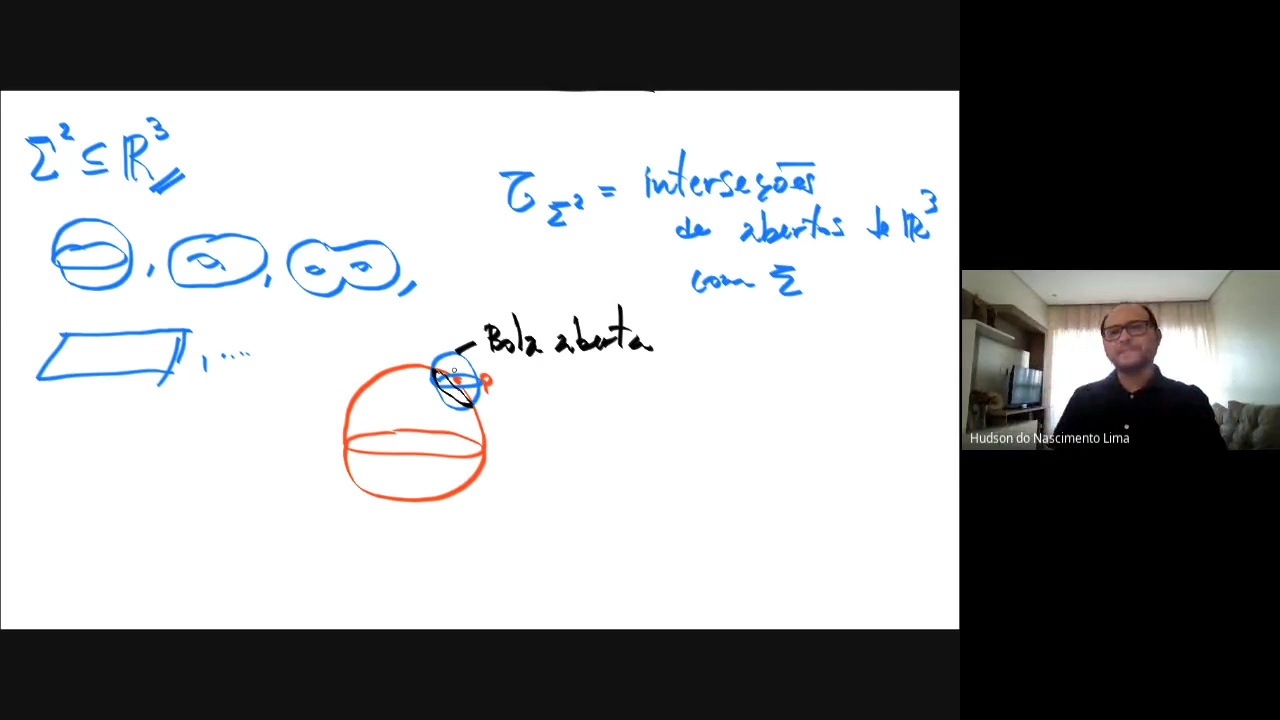 Σ² ⊆ ℝ³
, , ,
, ....
τ_Σ² = interseções
de abertos de ℝ³
com Σ
Bola aberta
p
Hudson do Nascimento Lima